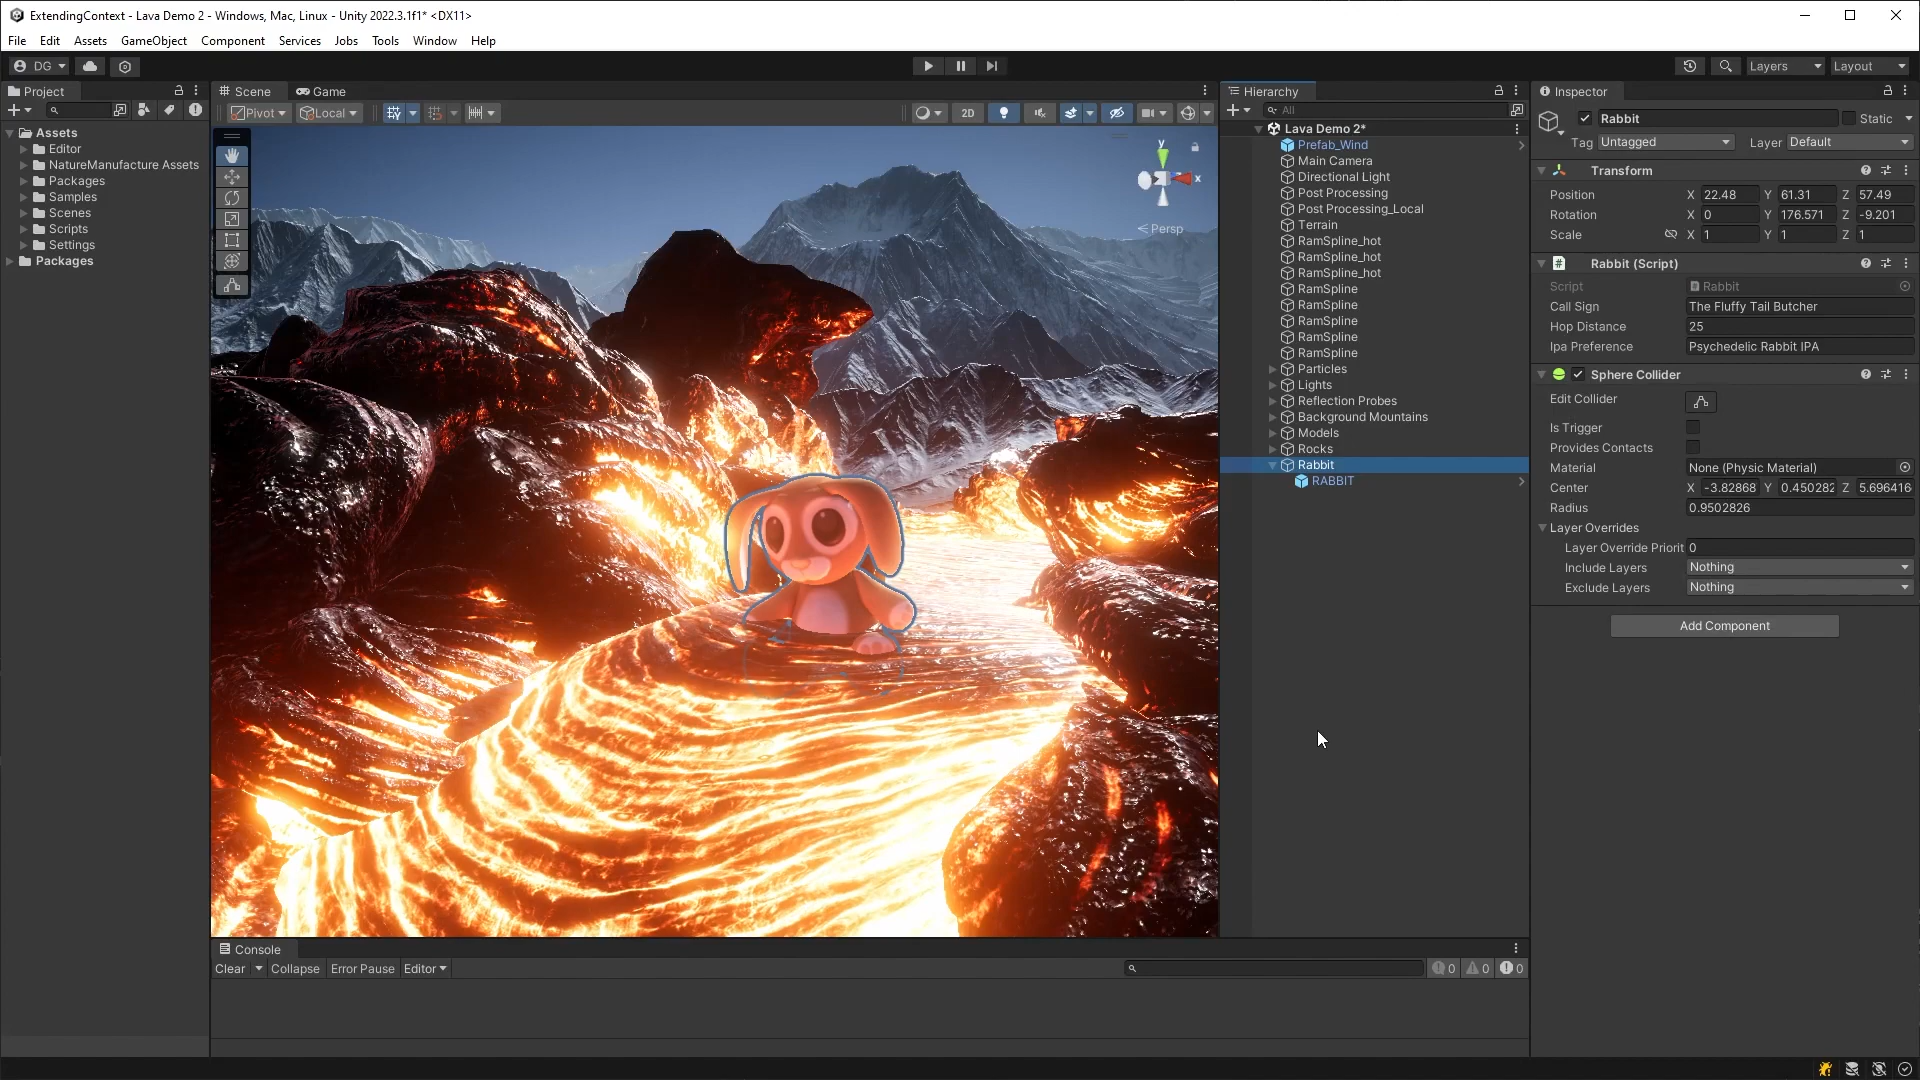 ExtendingContext - Lava Demo 2 - Windows, Mac, Linux - Unity 2022.3.1f1* <DX11>
File Edit Assets GameObject Component Services Jobs Tools Window Help
DG
Layers Layout
Project
Assets
Editor
NatureManufacture Assets
Packages
Samples
Scenes
Scripts
Settings
Packages
Scene Game
Pivot Local 2D
y
x
Persp
Hierarchy
All
Lava Demo 2*
Prefab_Wind
Main Camera
Directional Light
Post Processing
Post Processing_Local
Terrain
RamSpline_hot
RamSpline_hot
RamSpline_hot
RamSpline
RamSpline
RamSpline
RamSpline
RamSpline
Particles
Lights
Reflection Probes
Background Mountains
Models
Rocks
Rabbit
RABBIT
Inspector
Rabbit Static
Tag Untagged Layer Default
Transform
Position X 22.48 Y 61.31 Z 57.49
Rotation X 0 Y 176.571 Z -9.201
Scale X 1 Y 1 Z 1
Rabbit (Script)
Script Rabbit
Call Sign The Fluffy Tail Butcher
Hop Distance 25
Ipa Preference Psychedelic Rabbit IPA
Sphere Collider
Edit Collider
Is Trigger
Provides Contacts
Material None (Physic Material)
Center X -3.82868 Y 0.450282 Z 5.696416
Radius 0.9502826
Layer Overrides
Layer Override Priorit 0
Include Layers Nothing
Exclude Layers Nothing
Add Component
Console
Clear Collapse Error Pause Editor 0 0 0